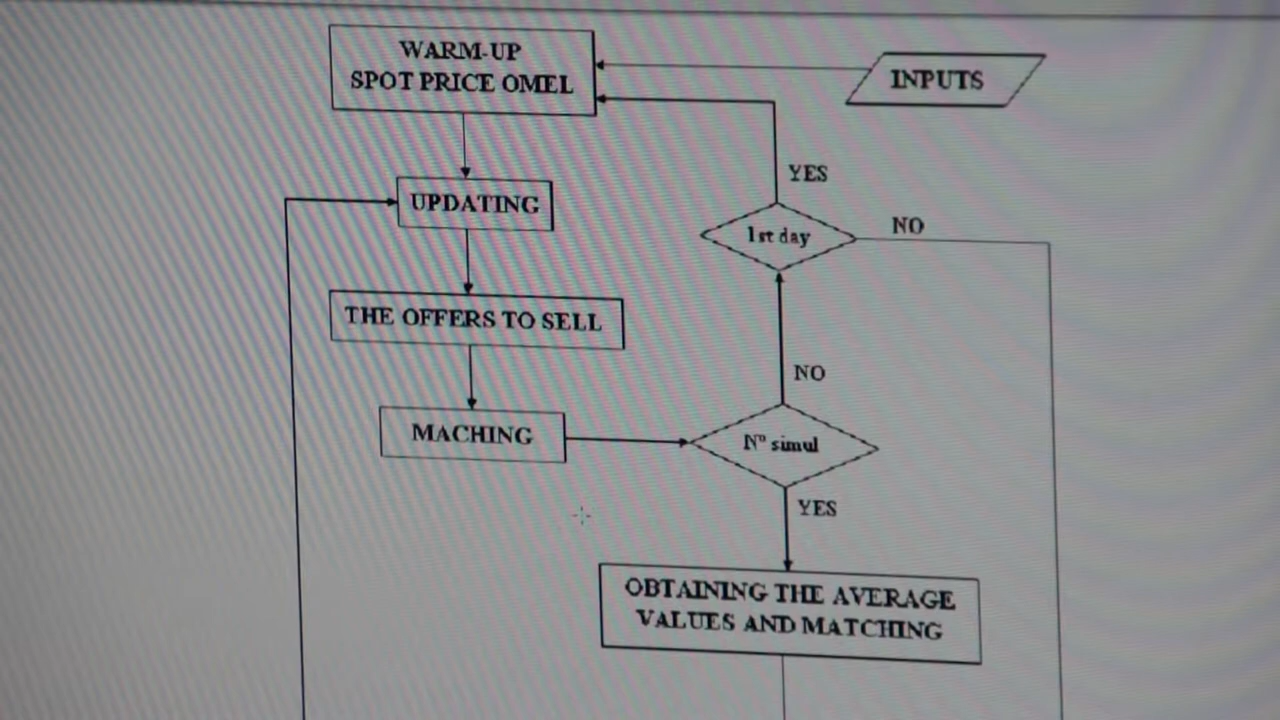 WARM-UP
SPOT PRICE OMEL
INPUTS
YES
UPDATING
1st day
NO
THE OFFERS TO SELL
NO
MACHING
Nº simul
YES
OBTAINING THE AVERAGE
VALUES AND MATCHING